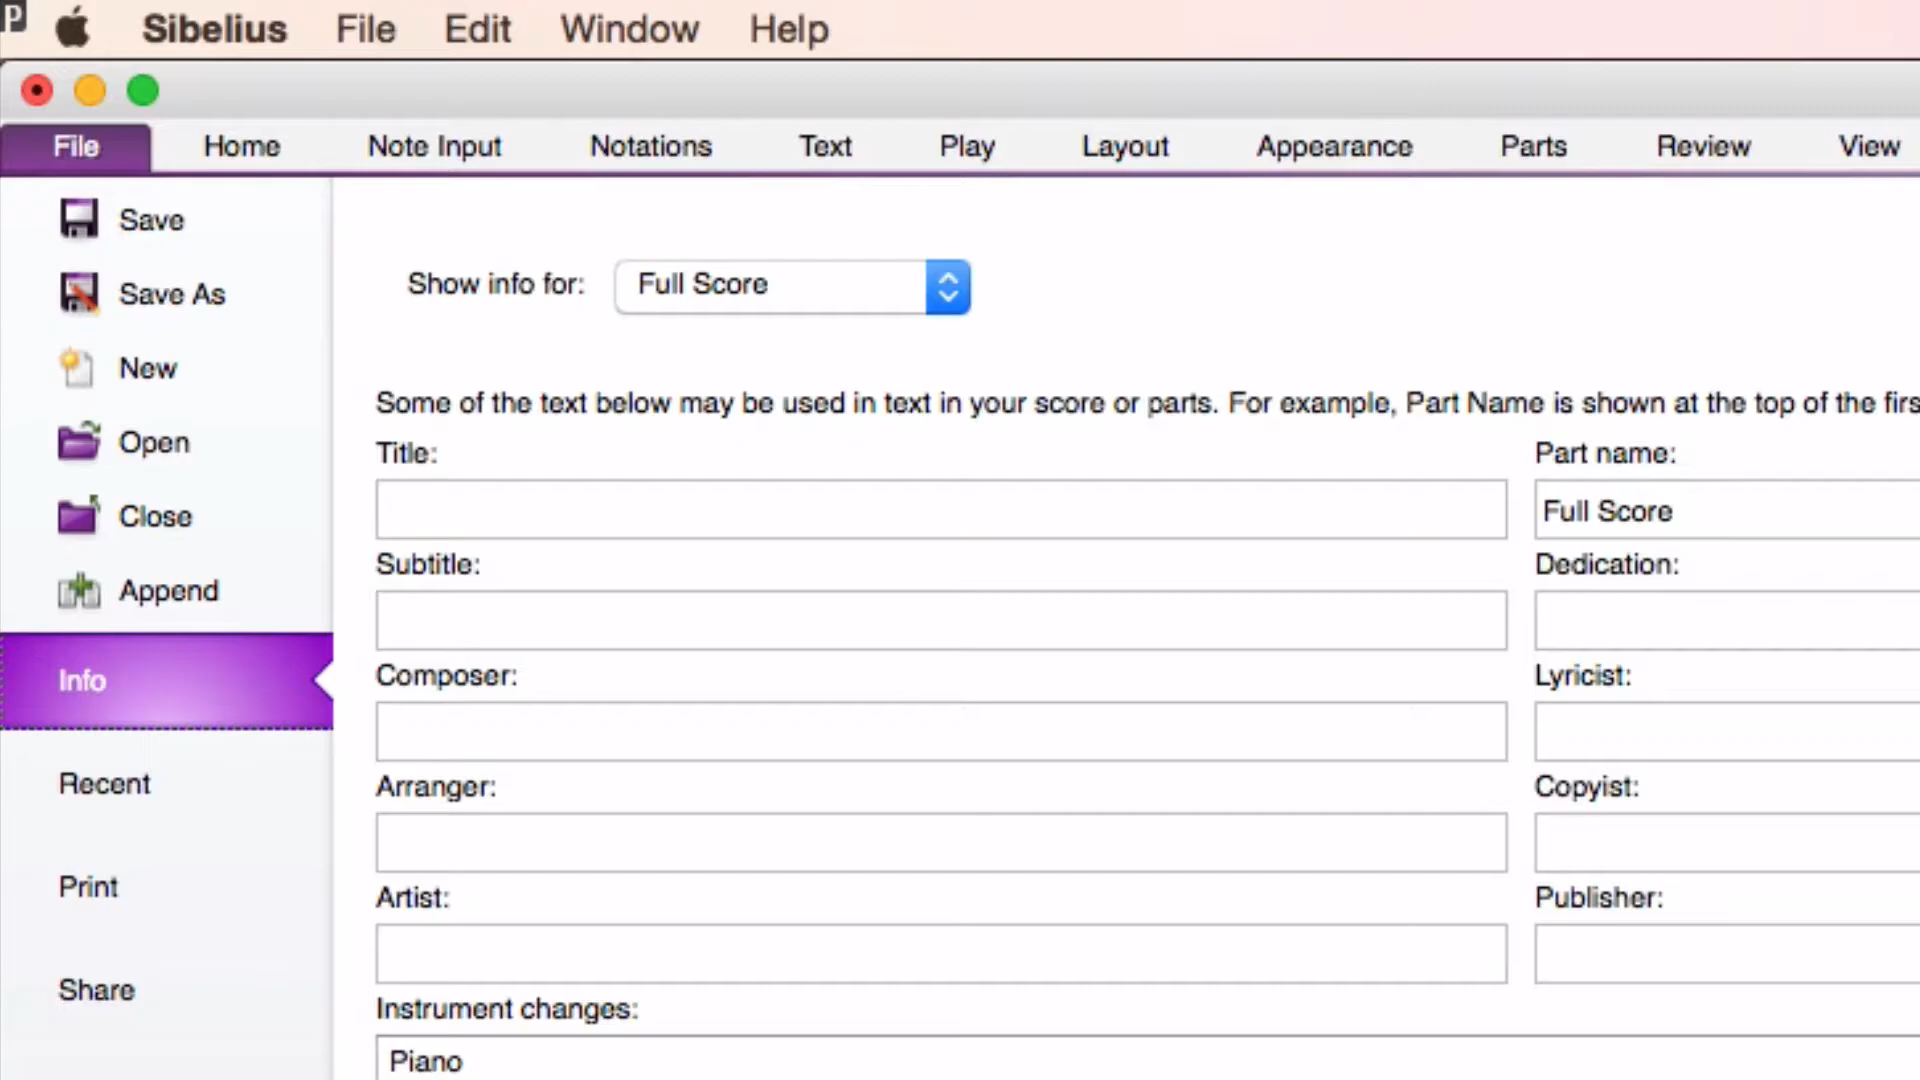 P
Sibelius File Edit Window Help
File Home Note Input Notations Text Play Layout Appearance Parts Review View
Save
Save As
New
Open
Close
Append
Info
Recent
Print
Share
Show info for: Full Score
Some of the text below may be used in text in your score or parts. For example, Part Name is shown at the top of the firs
Title: Part name:
Full Score
Subtitle: Dedication:
Composer: Lyricist:
Arranger: Copyist:
Artist: Publisher:
Instrument changes:
Piano